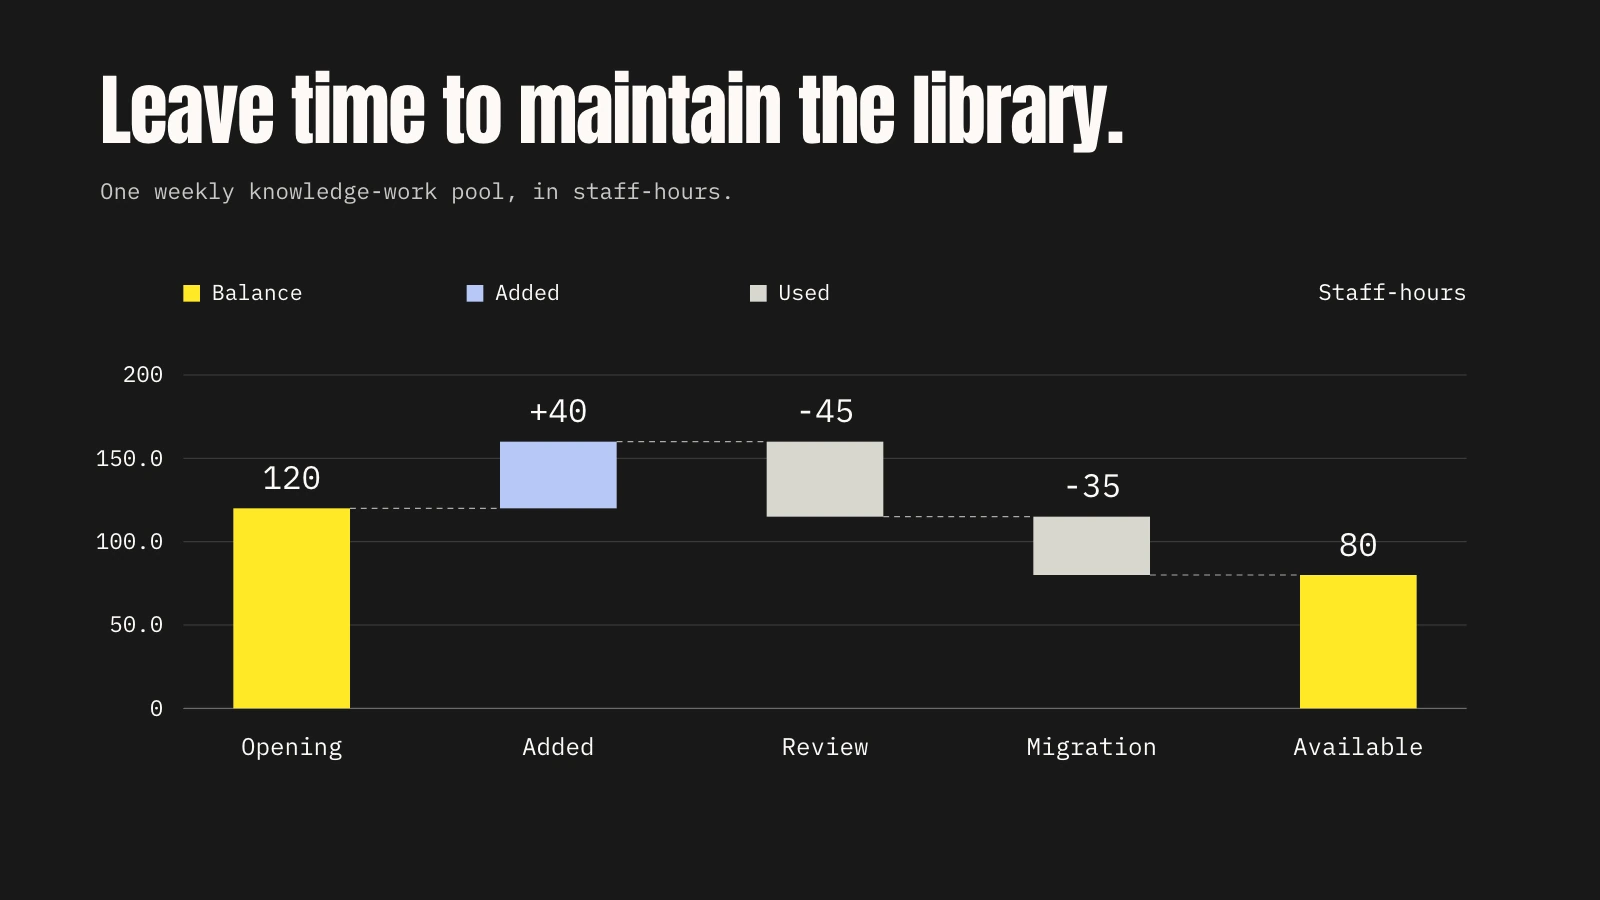 Leave time to maintain the library.
One weekly knowledge-work pool, in staff-hours.
Balance Added Used Staff-hours
200
150.0
100.0
50.0
0
120 +40 -45 -35 80
Opening Added Review Migration Available